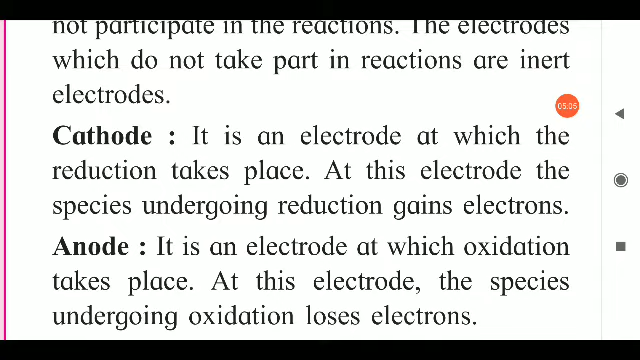 not participate in the reactions. The electrodes
which do not take part in reactions are inert
electrodes.
05:05
Cathode : It is an electrode at which the
reduction takes place. At this electrode the
species undergoing reduction gains electrons.
Anode : It is an electrode at which oxidation
takes place. At this electrode, the species
undergoing oxidation loses electrons.